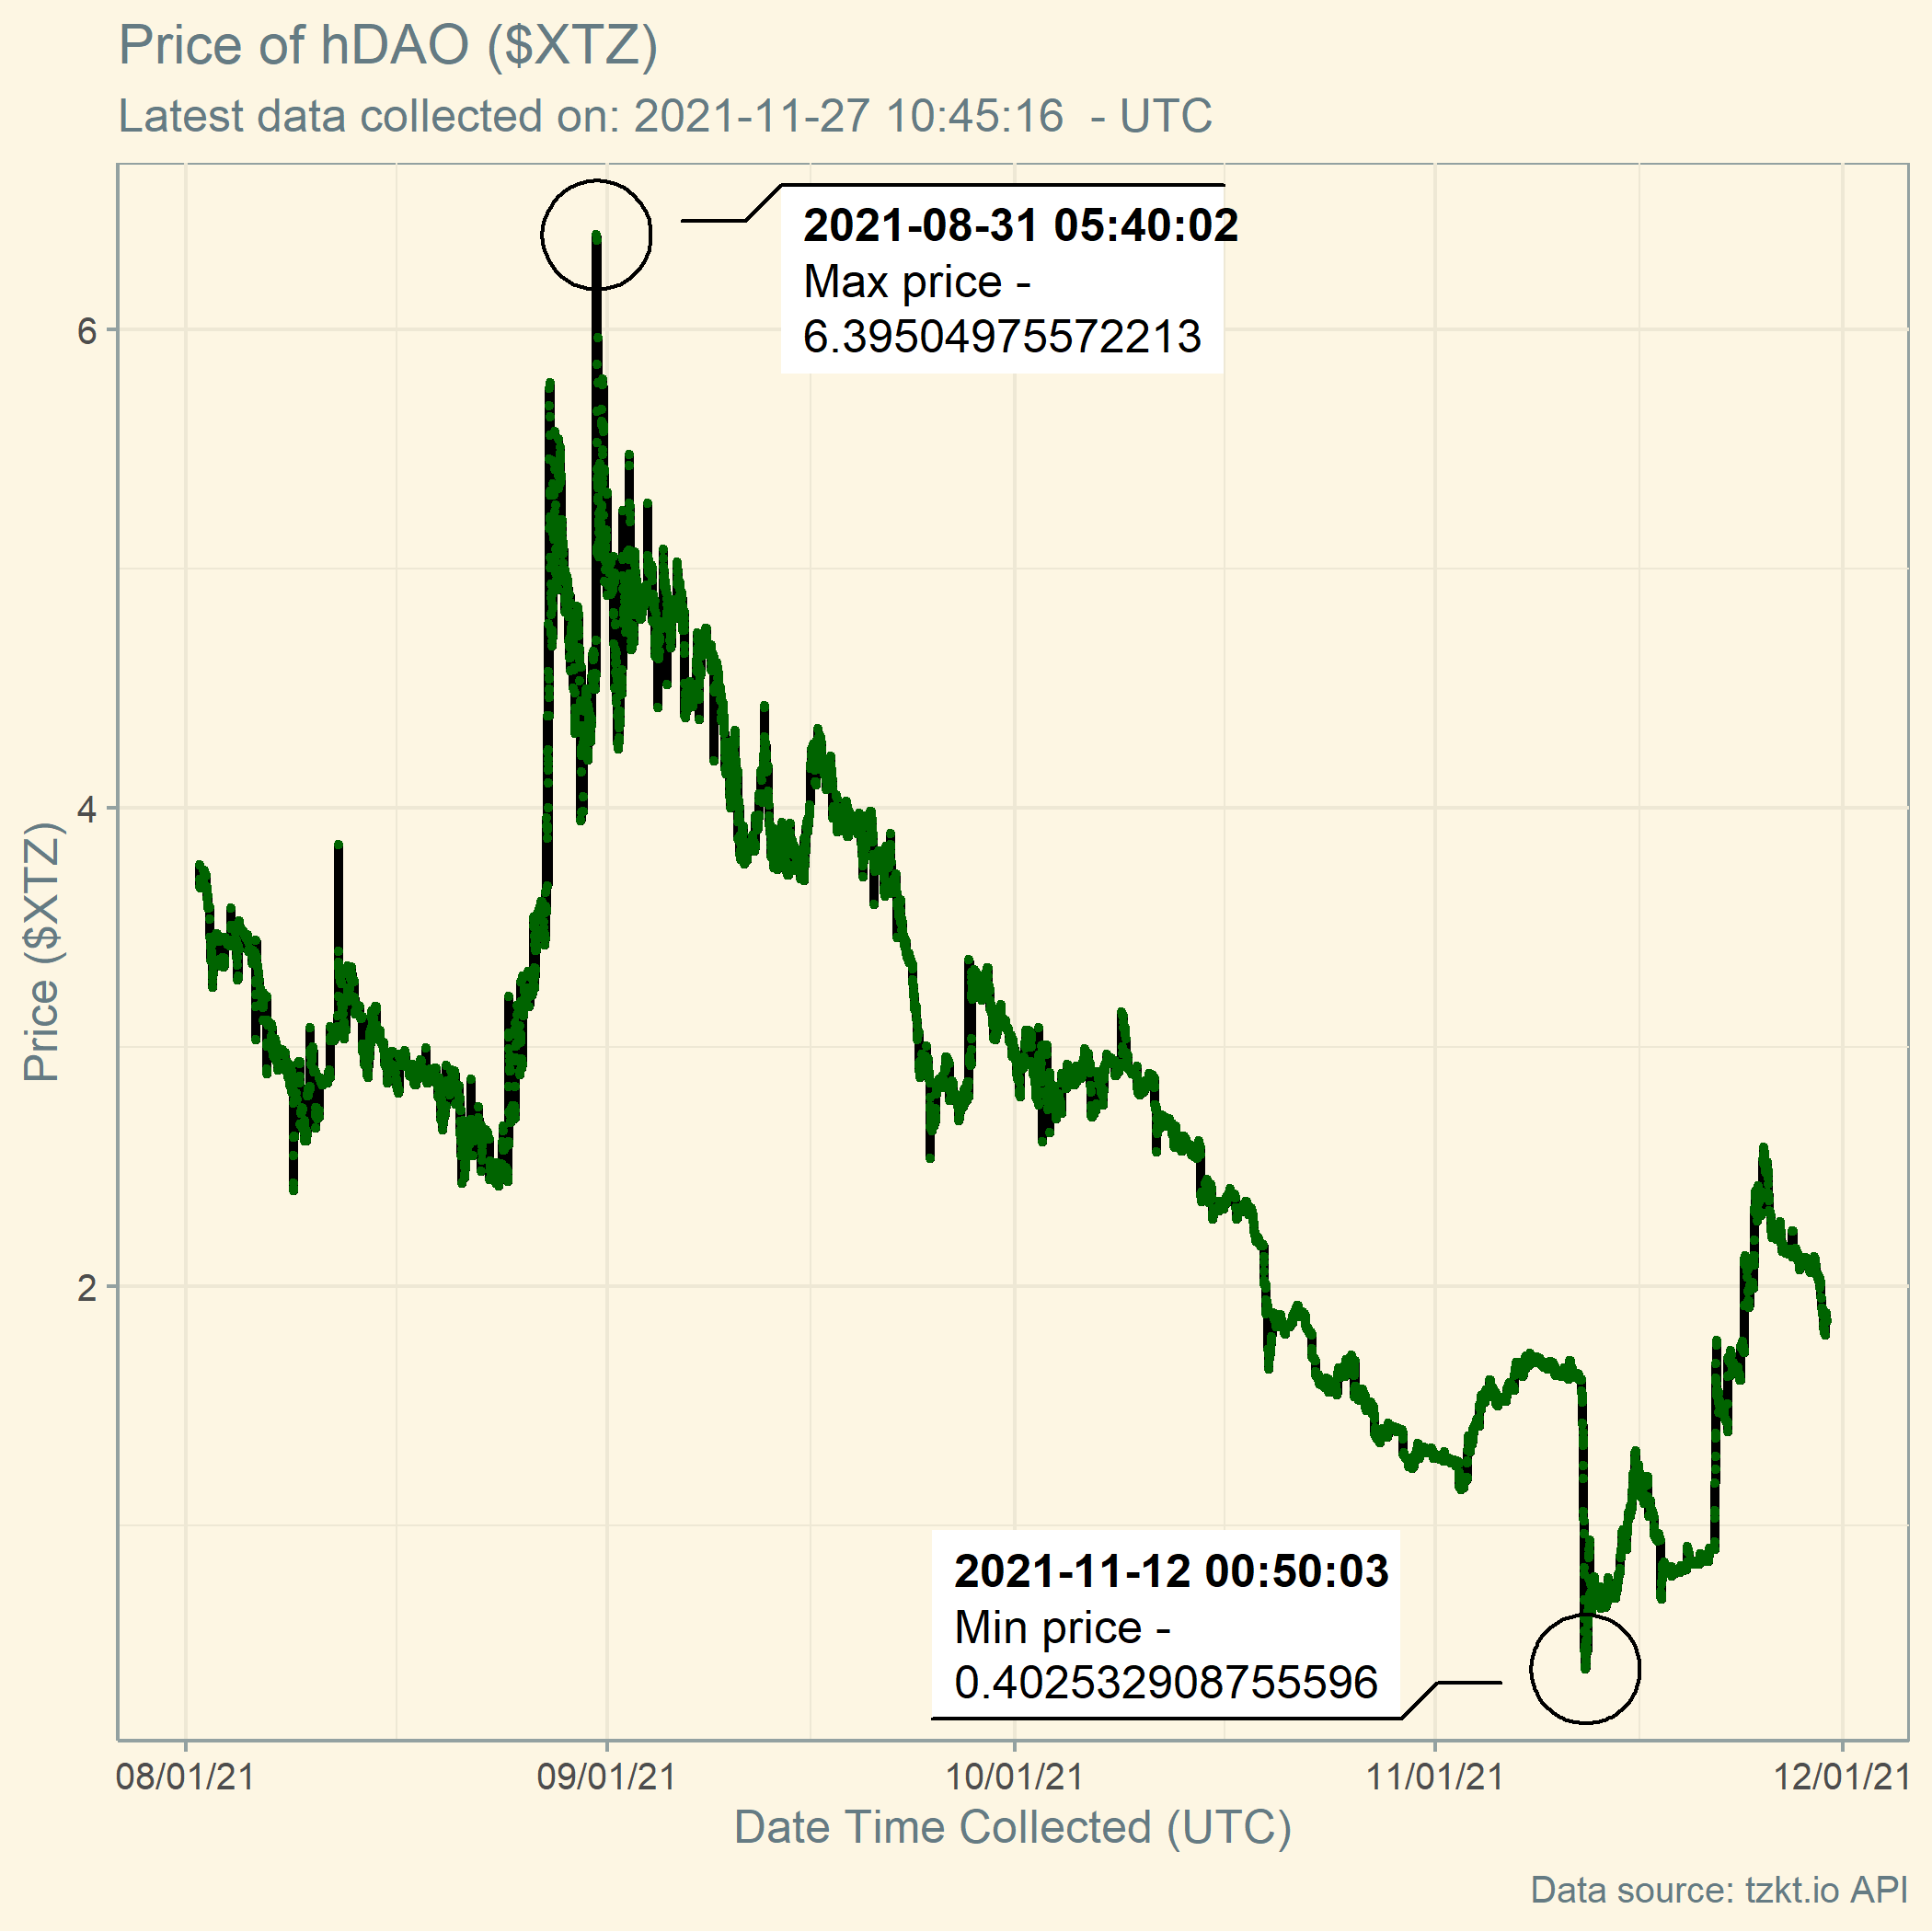 Price of hDAO ($XTZ)
Latest data collected on: 2021-11-27 10:45:16  - UTC
2021-08-31 05:40:02
Max price -
6.39504975572213
6
4
2
Price ($XTZ)
2021-11-12 00:50:03
Min price -
0.402532908755596
08/01/21
09/01/21
10/01/21
11/01/21
12/01/21
Date Time Collected (UTC)
Data source: tzkt.io API